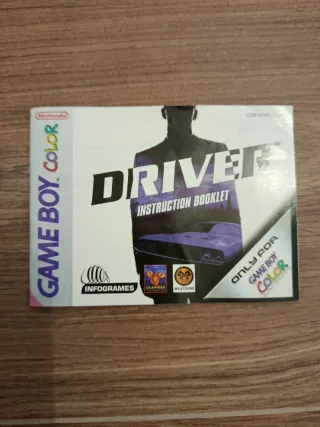 Nintendo
GAME BOY COLOR
DRIVER
INSTRUCTION BOOKLET
INFOGRAMES
ONLY FOR
GAME BOY
COLOR